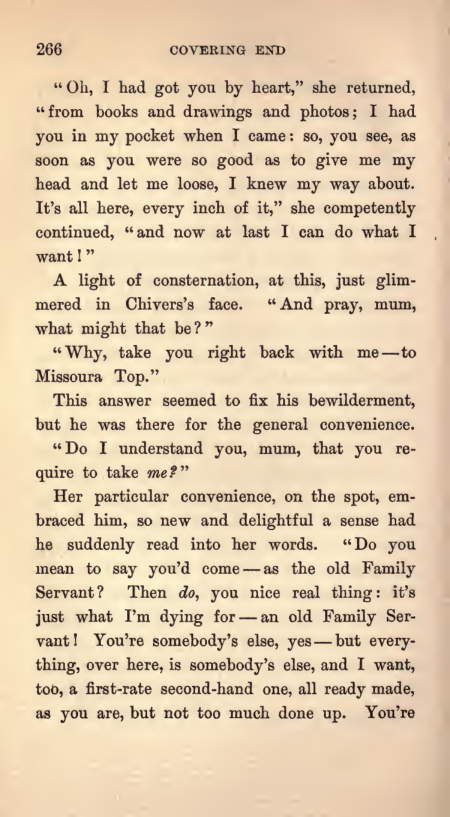 266
COVERING END
“Oh, I had got you by heart,” she returned,
“from books and drawings and photos; I had
you in my pocket when I came: so, you see, as
soon as you were so good as to give me my
head and let me loose, I knew my way about.
It's all here, every inch of it,” she competently
continued, “and now at last I can do what I
want!”
A light of consternation, at this, just glim-
mered in Chivers's face. “And pray, mum,
what might that be?”
“Why, take you right back with me—to
Missoura Top.”
This answer seemed to fix his bewilderment,
but he was there for the general convenience.
“Do I understand you, mum, that you re-
quire to take me?”
Her particular convenience, on the spot, em-
braced him, so new and delightful a sense had
he suddenly read into her words. “Do you
mean to say you'd come—as the old Family
Servant? Then do, you nice real thing: it's
just what I'm dying for—an old Family Ser-
vant! You're somebody's else, yes—but every-
thing, over here, is somebody's else, and I want,
too, a first-rate second-hand one, all ready made,
as you are, but not too much done up. You're